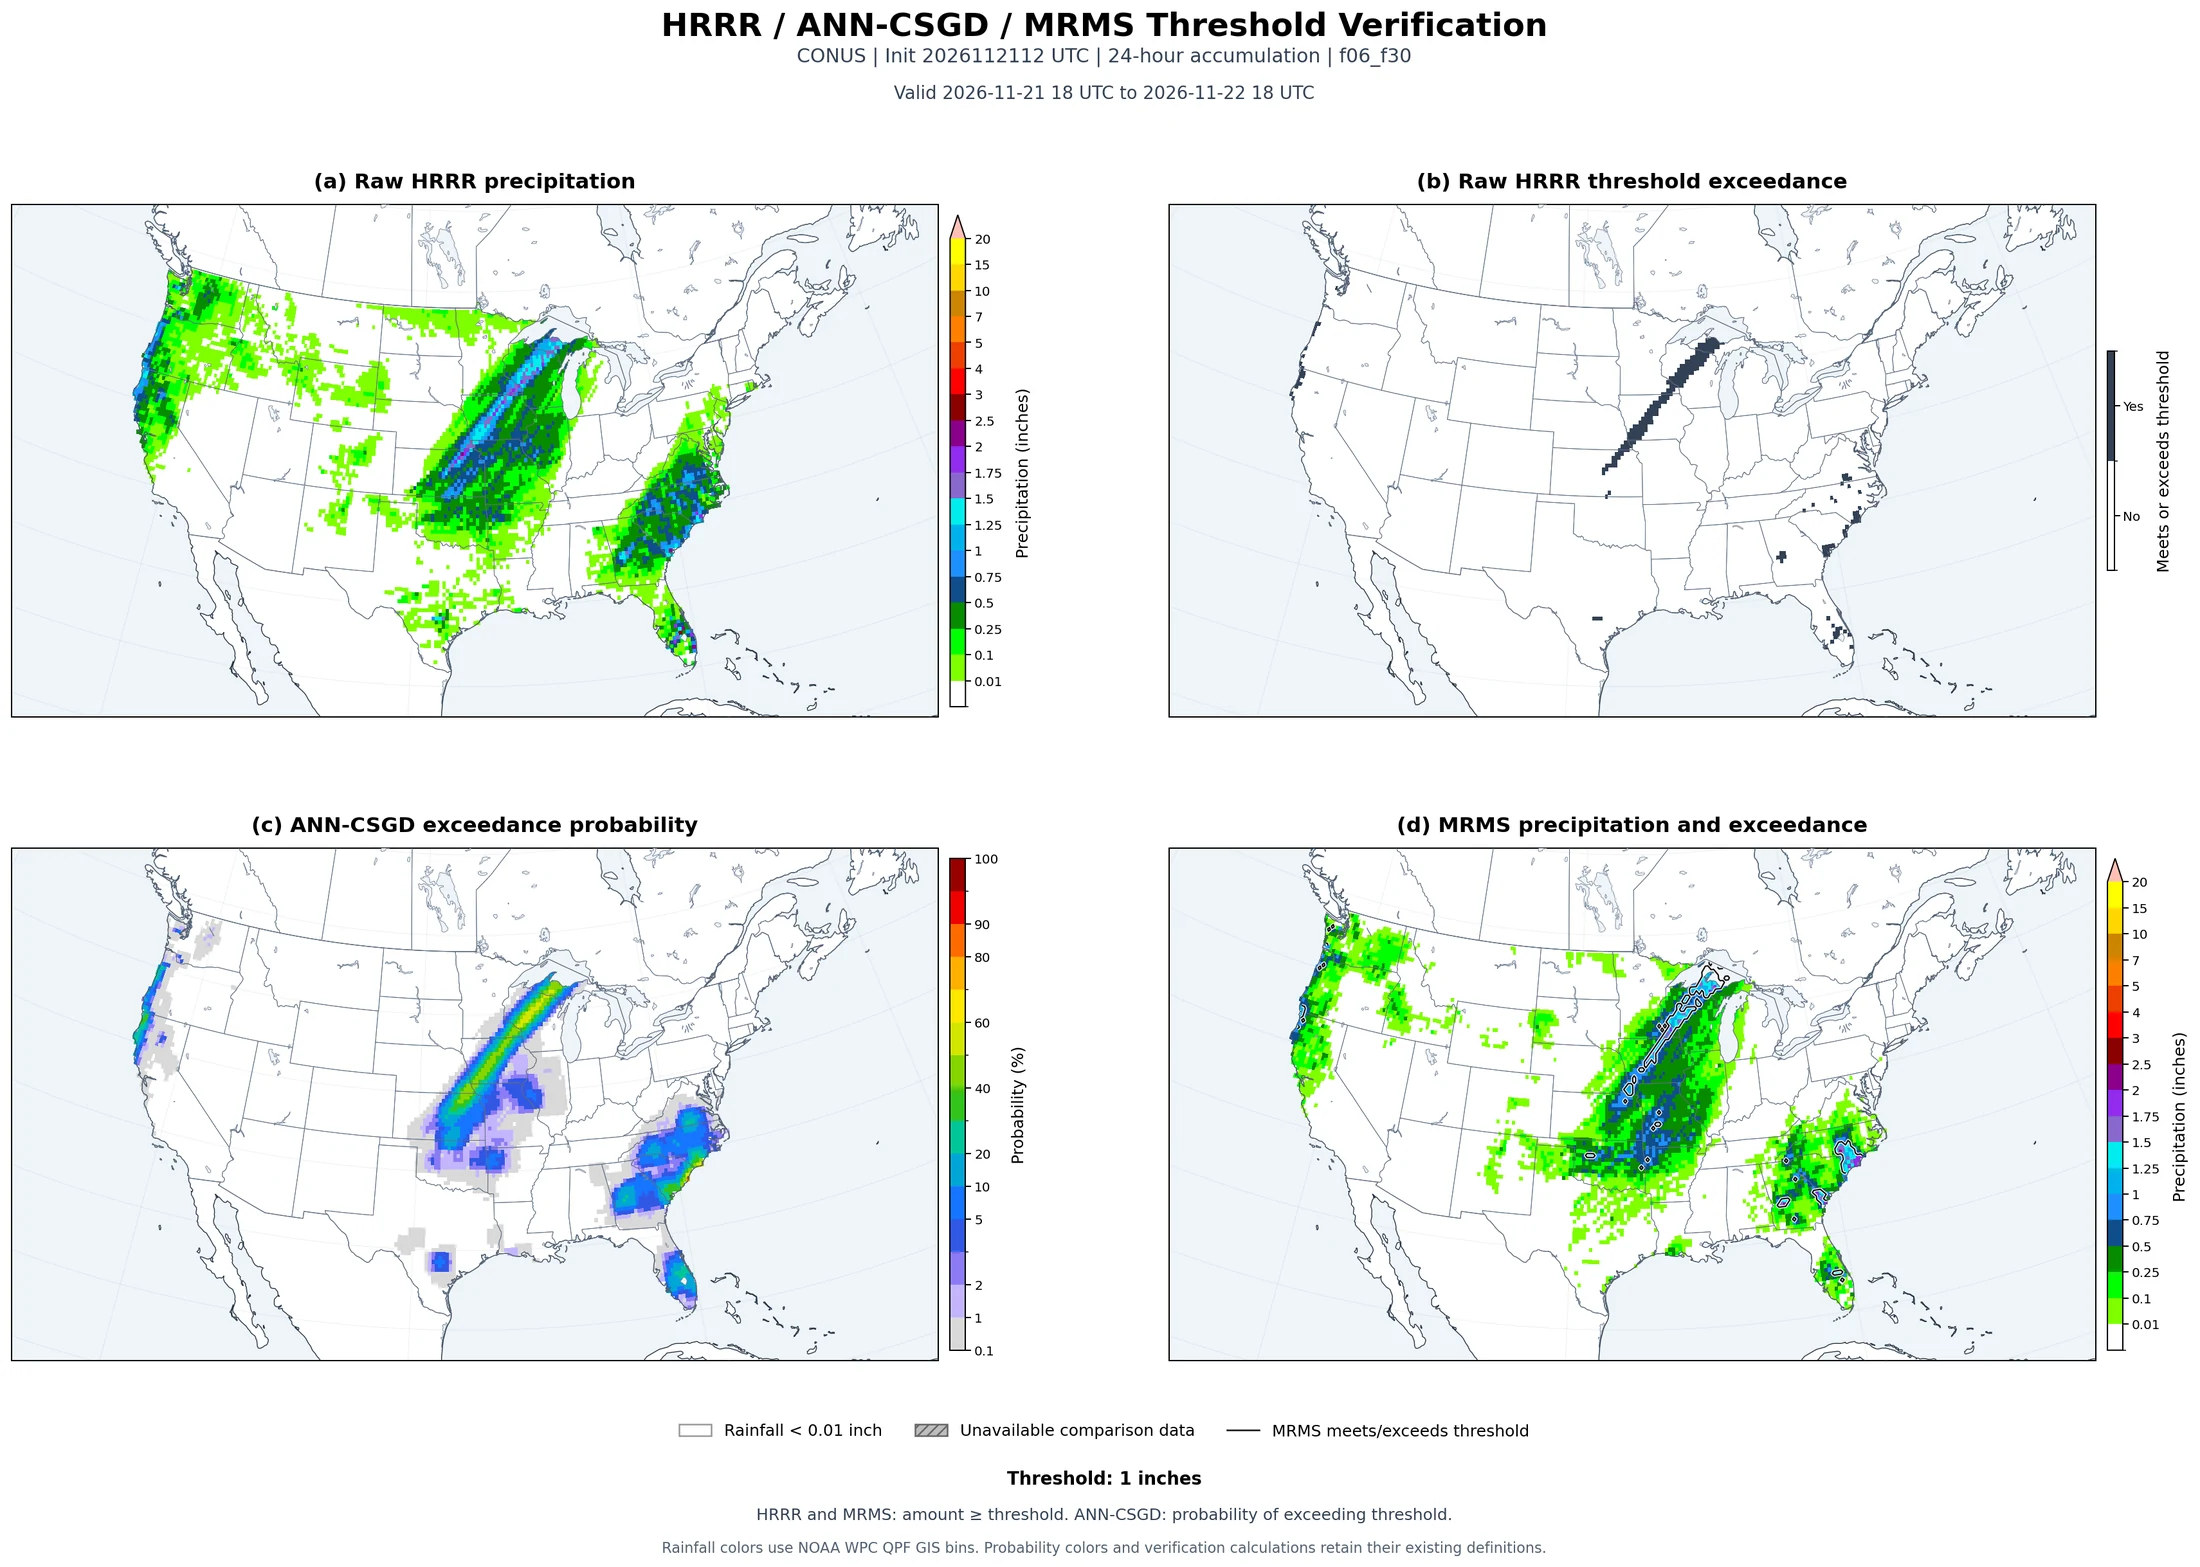 HRRR / ANN-CSGD / MRMS Threshold Verification
CONUS | Init 2026112112 UTC | 24-hour accumulation | f06_f30
Valid 2026-11-21 18 UTC to 2026-11-22 18 UTC
(a) Raw HRRR precipitation
20
15
10
7
5
4
3
2.5
2
1.75
1.5
1.25
1
0.75
0.5
0.25
0.1
0.01
Precipitation (inches)
(b) Raw HRRR threshold exceedance
Yes
No
Meets or exceeds threshold
(c) ANN-CSGD exceedance probability
100
90
80
60
40
20
10
5
2
1
0.1
Probability (%)
(d) MRMS precipitation and exceedance
20
15
10
7
5
4
3
2.5
2
1.75
1.5
1.25
1
0.75
0.5
0.25
0.1
0.01
Precipitation (inches)
Rainfall < 0.01 inch
Unavailable comparison data
MRMS meets/exceeds threshold
Threshold: 1 inches
HRRR and MRMS: amount ≥ threshold. ANN-CSGD: probability of exceeding threshold.
Rainfall colors use NOAA WPC QPF GIS bins. Probability colors and verification calculations retain their existing definitions.